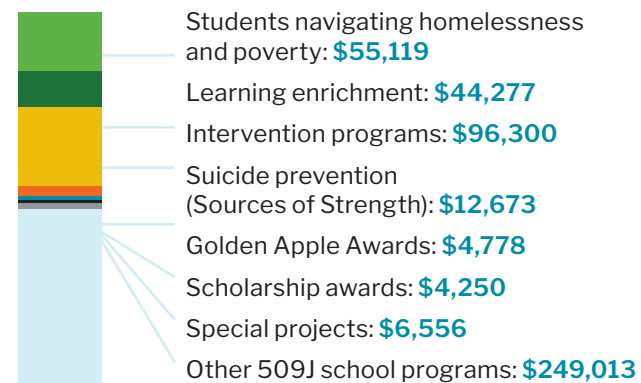 Students navigating homelessness
and poverty: $55,119
Learning enrichment: $44,277
Intervention programs: $96,300
Suicide prevention
(Sources of Strength): $12,673
Golden Apple Awards: $4,778
Scholarship awards: $4,250
Special projects: $6,556
Other 509J school programs: $249,013